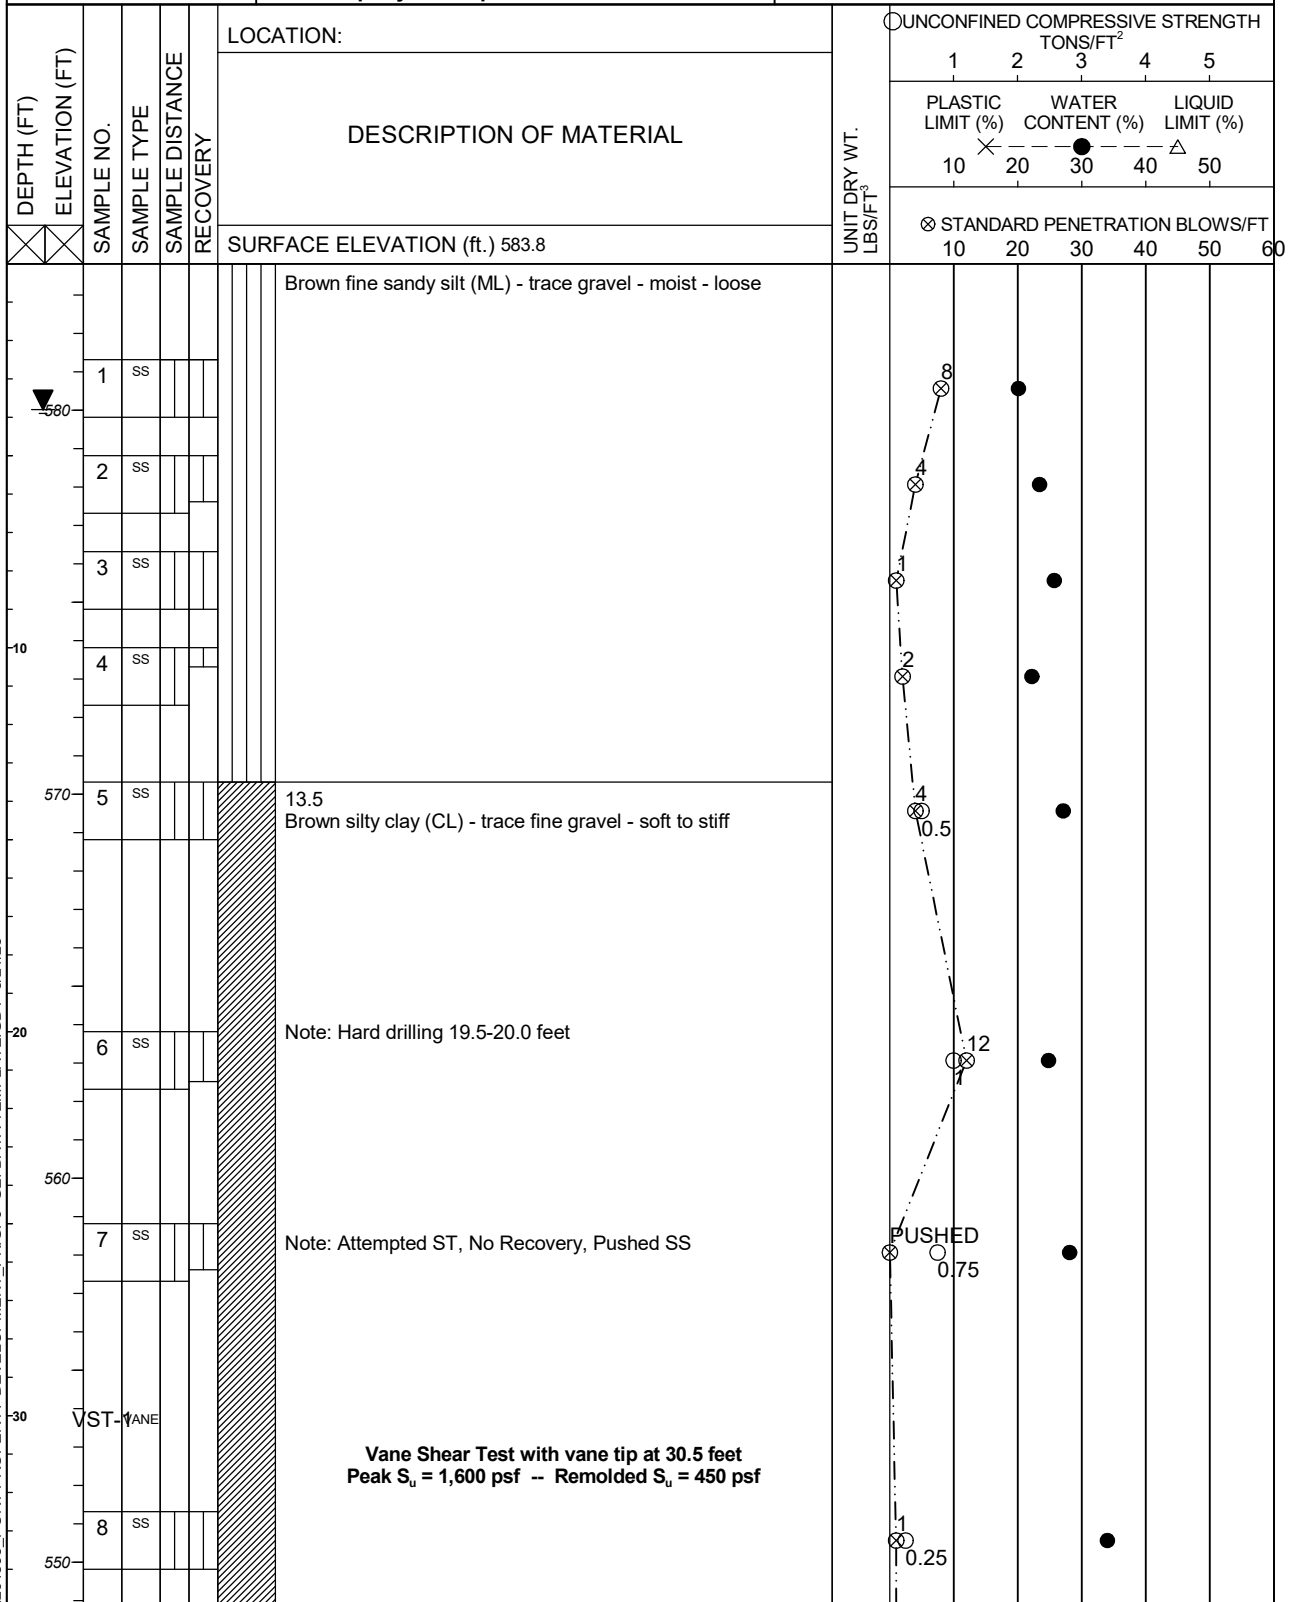 LOCATION:
DEPTH (FT)
ELEVATION (FT)
SAMPLE NO.
SAMPLE TYPE
SAMPLE DISTANCE
RECOVERY
DESCRIPTION OF MATERIAL
SURFACE ELEVATION (ft.) 583.8
UNIT DRY WT.
LBS/FT³
UNCONFINED COMPRESSIVE STRENGTH
TONS/FT²
1 2 3 4 5
PLASTIC WATER LIQUID
LIMIT (%) CONTENT (%) LIMIT (%)
10 20 30 40 50
STANDARD PENETRATION BLOWS/FT
10 20 30 40 50 60
Brown fine sandy silt (ML) - trace gravel - moist - loose
1 SS 8
580
2 SS 4
3 SS 1
10
4 SS 2
570 5 SS 4
13.5
Brown silty clay (CL) - trace fine gravel - soft to stiff
0.5
20
Note: Hard drilling 19.5-20.0 feet
6 SS 12
1
560
7 SS PUSHED
Note: Attempted ST, No Recovery, Pushed SS
0.75
30
VST-1 VANE
Vane Shear Test with vane tip at 30.5 feet
Peak Sᵤ = 1,600 psf -- Remolded Sᵤ = 450 psf
8 SS 1
0.25
550